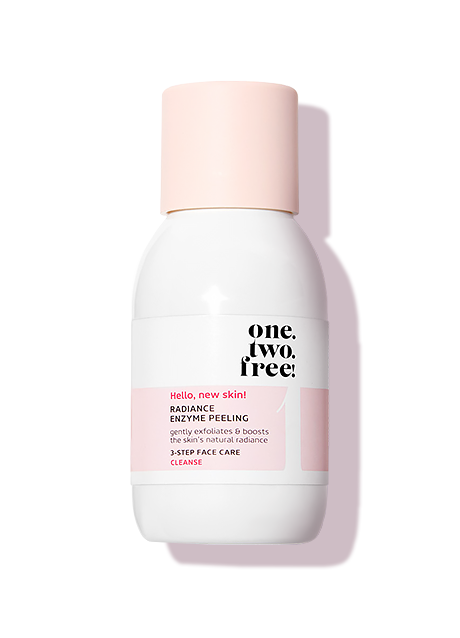 one.
two.
free!
Hello, new skin!
RADIANCE
ENZYME PEELING
gently exfoliates & boosts
the skin's natural radiance
3-STEP FACE CARE
CLEANSE
1